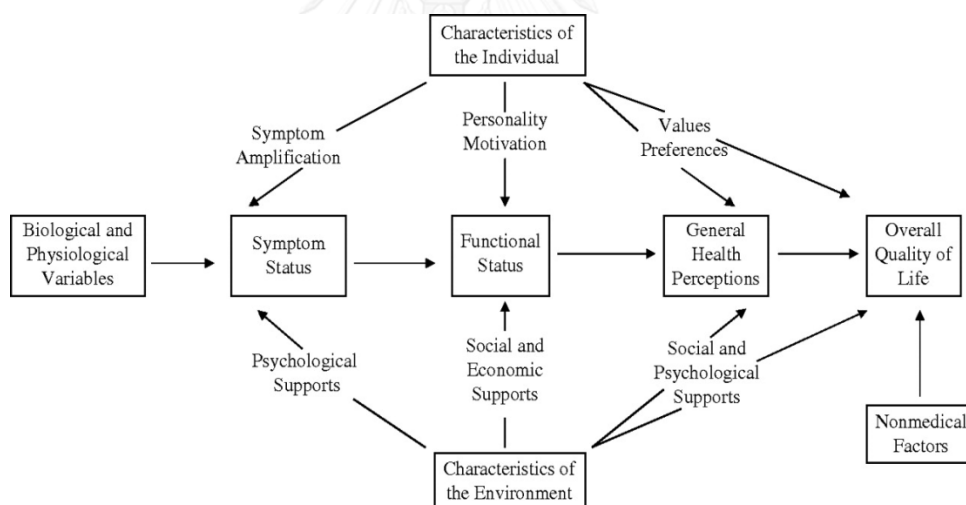 Characteristics of
the Individual
Symptom
Amplification
Personality
Motivation
Values
Preferences
Biological and
Physiological
Variables
Symptom
Status
Functional
Status
General
Health
Perceptions
Overall
Quality of
Life
Psychological
Supports
Social and
Economic
Supports
Social and
Psychological
Supports
Nonmedical
Factors
Characteristics of
the Environment